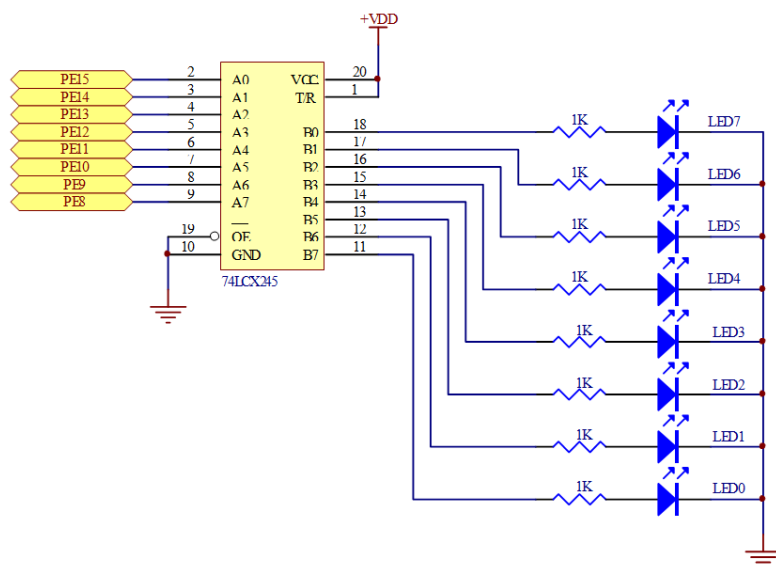 +VDD
PE15 2 A0 VCC 20
PE14 3 A1 T/R 1
PE13 4 A2
PE12 5 A3 B0 18 1K LED7
PE11 6 A4 B1 17 1K LED6
PE10 7 A5 B2 16 1K LED5
PE9 8 A6 B3 15 1K LED4
PE8 9 A7 B4 14 1K LED3
B5 13 1K LED2
19 OE B6 12 1K LED1
10 GND B7 11 1K LED0
74LCX245